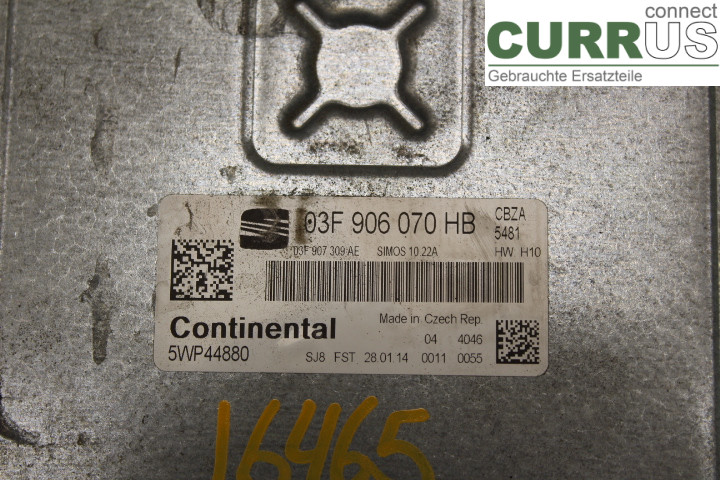 connect
CURRUS
Gebrauchte Ersatzteile
03F 906 070 HB
CBZA
5481
03F 907 309 AE SIMOS 10.22A HW H10
Continental
Made in Czech Rep.
04 4046
5WP44880
SJ8 FST 28.01.14 0011 0055
16465